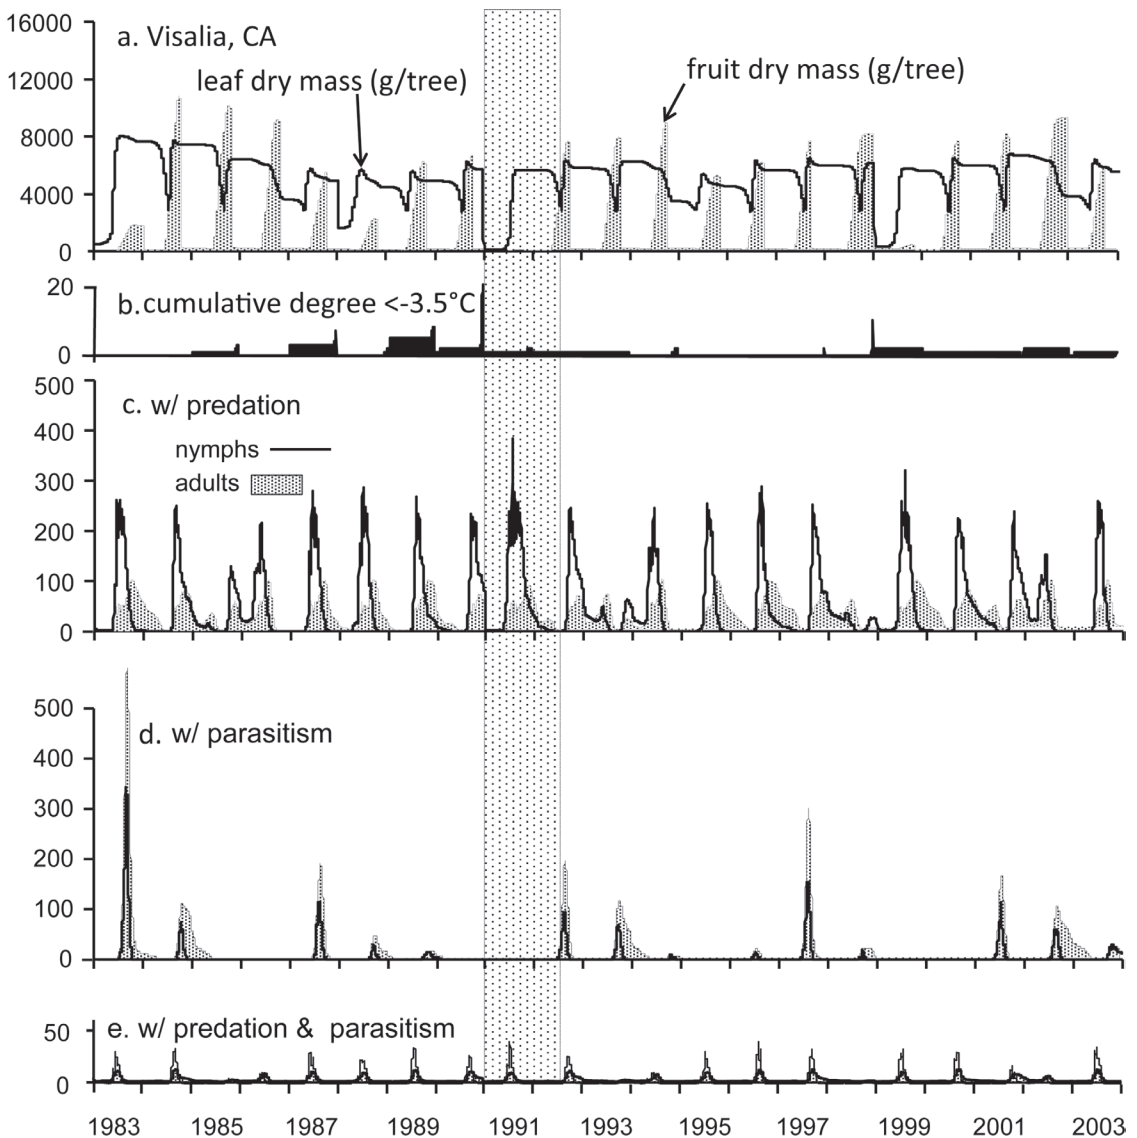 16000
a. Visalia, CA
leaf dry mass (g/tree)
fruit dry mass (g/tree)
12000
8000
4000
0
20
b.cumulative degree <-3.5°C
0
500
c. w/ predation
400
nymphs
adults
300
200
100
0
500
d. w/ parasitism
400
300
200
100
0
50
e. w/ predation & parasitism
0
1983 1985 1987 1989 1991 1993 1995 1997 1999 2001 2003